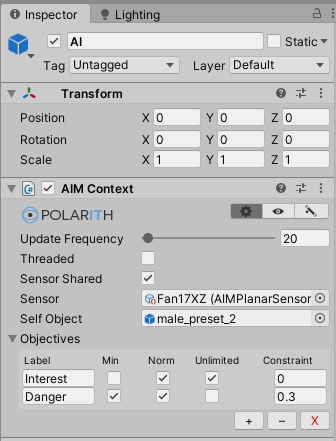 Inspector Lighting
AI Static
Tag Untagged Layer Default
Transform
Position X 0 Y 0 Z 0
Rotation X 0 Y 0 Z 0
Scale X 1 Y 1 Z 1
AIM Context
POLARITH
Update Frequency 20
Threaded
Sensor Shared
Sensor Fan17XZ (AIMPlanarSensor
Self Object male_preset_2
Objectives
Label Min Norm Unlimited Constraint
Interest 0
Danger 0.3
+ − X